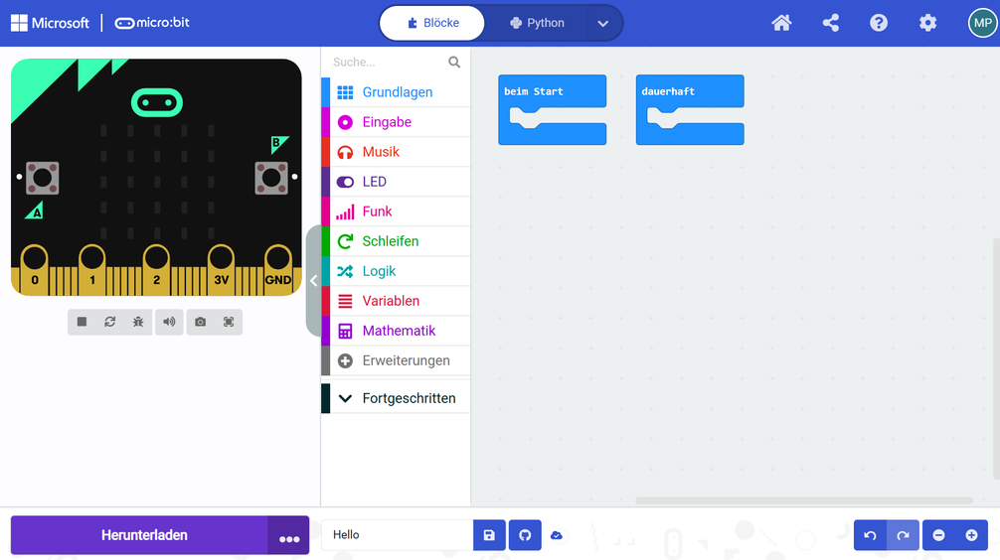 Microsoft
micro:bit
Blöcke
Python
MP
Suche...
Grundlagen
Eingabe
Musik
LED
Funk
Schleifen
Logik
Variablen
Mathematik
Erweiterungen
Fortgeschritten
B
A
0
1
2
3V
GND
beim Start
dauerhaft
Herunterladen
Hello